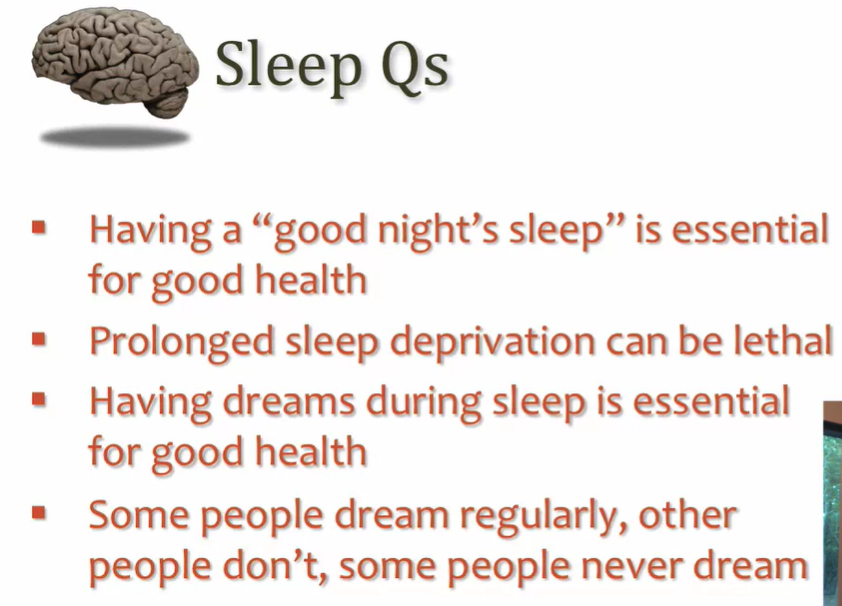 Sleep Qs
Having a “good night’s sleep” is essential
for good health
Prolonged sleep deprivation can be lethal
Having dreams during sleep is essential
for good health
Some people dream regularly, other
people don’t, some people never dream